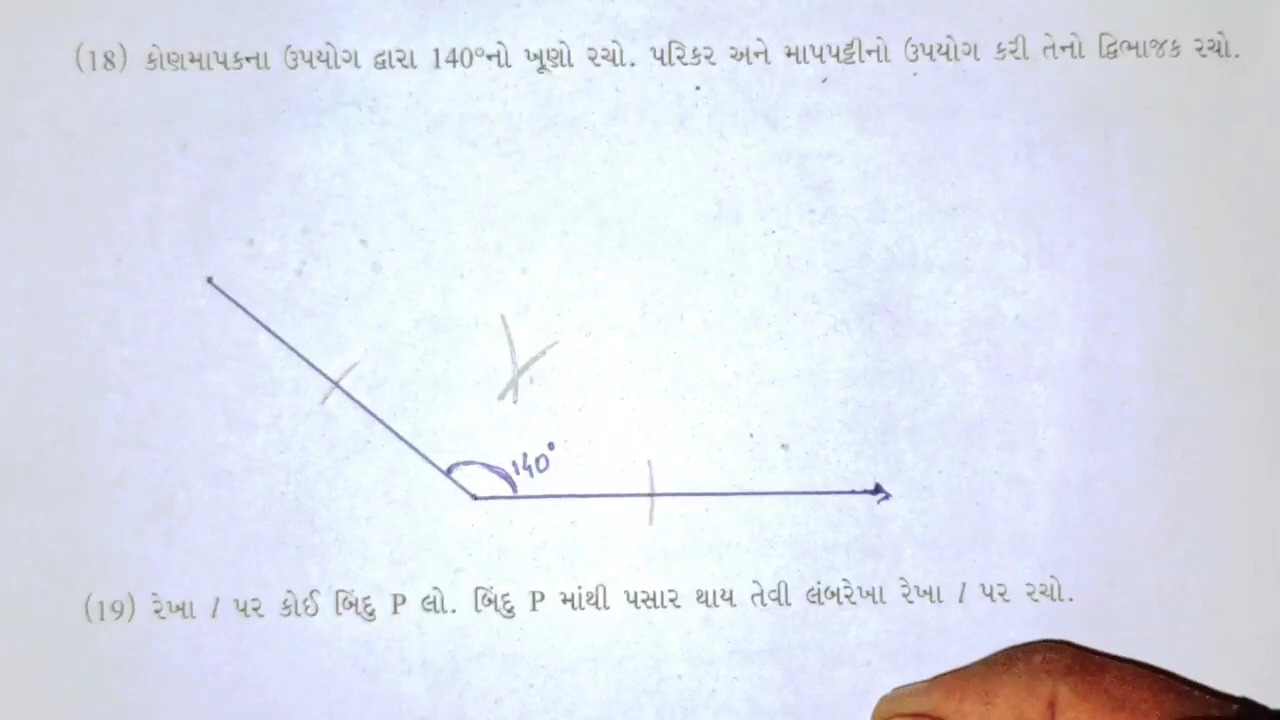 (18) કોણમાપકના ઉપયોગ દ્વારા 140°નો ખૂણો રચો. પરિકર અને માપપટ્ટીનો ઉપયોગ કરી તેનો દ્વિભાજક રચો.
140°
(19) રેખા l પર કોઈ બિંદુ P લો. બિંદુ P માંથી પસાર થાય તેવી લંબરેખા રેખા l પર રચો.